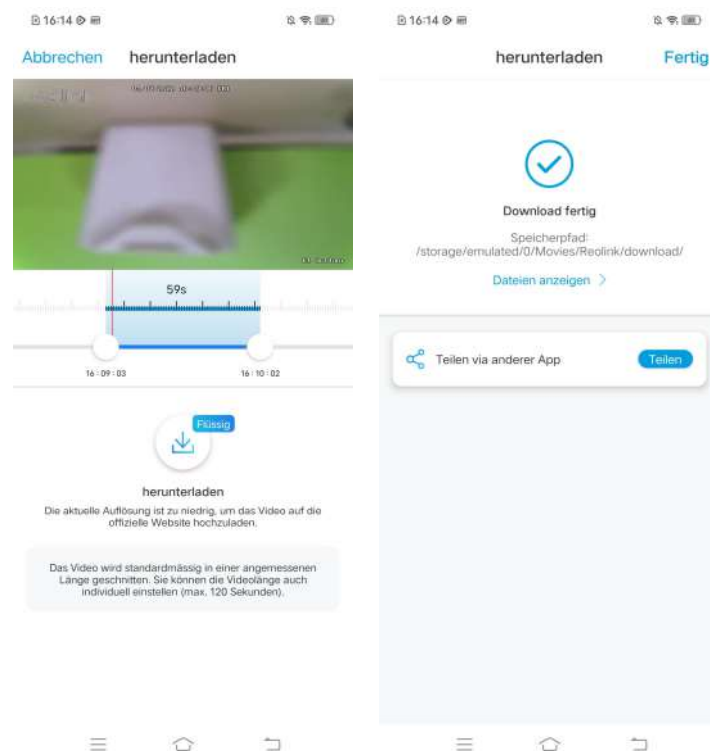 16:14
Abbrechen herunterladen
59s
16:09:03 16:10:02
Flüssig
herunterladen
Die aktuelle Auflösung ist zu niedrig, um das Video auf die
offizielle Website hochzuladen.
Das Video wird standardmässig in einer angemessenen
Länge geschnitten. Sie können die Videolänge auch
individuell einstellen (max. 120 Sekunden).
16:14
herunterladen Fertig
Download fertig
Speicherpfad:
/storage/emulated/0/Movies/Reolink/download/
Dateien anzeigen >
Teilen via anderer App Teilen